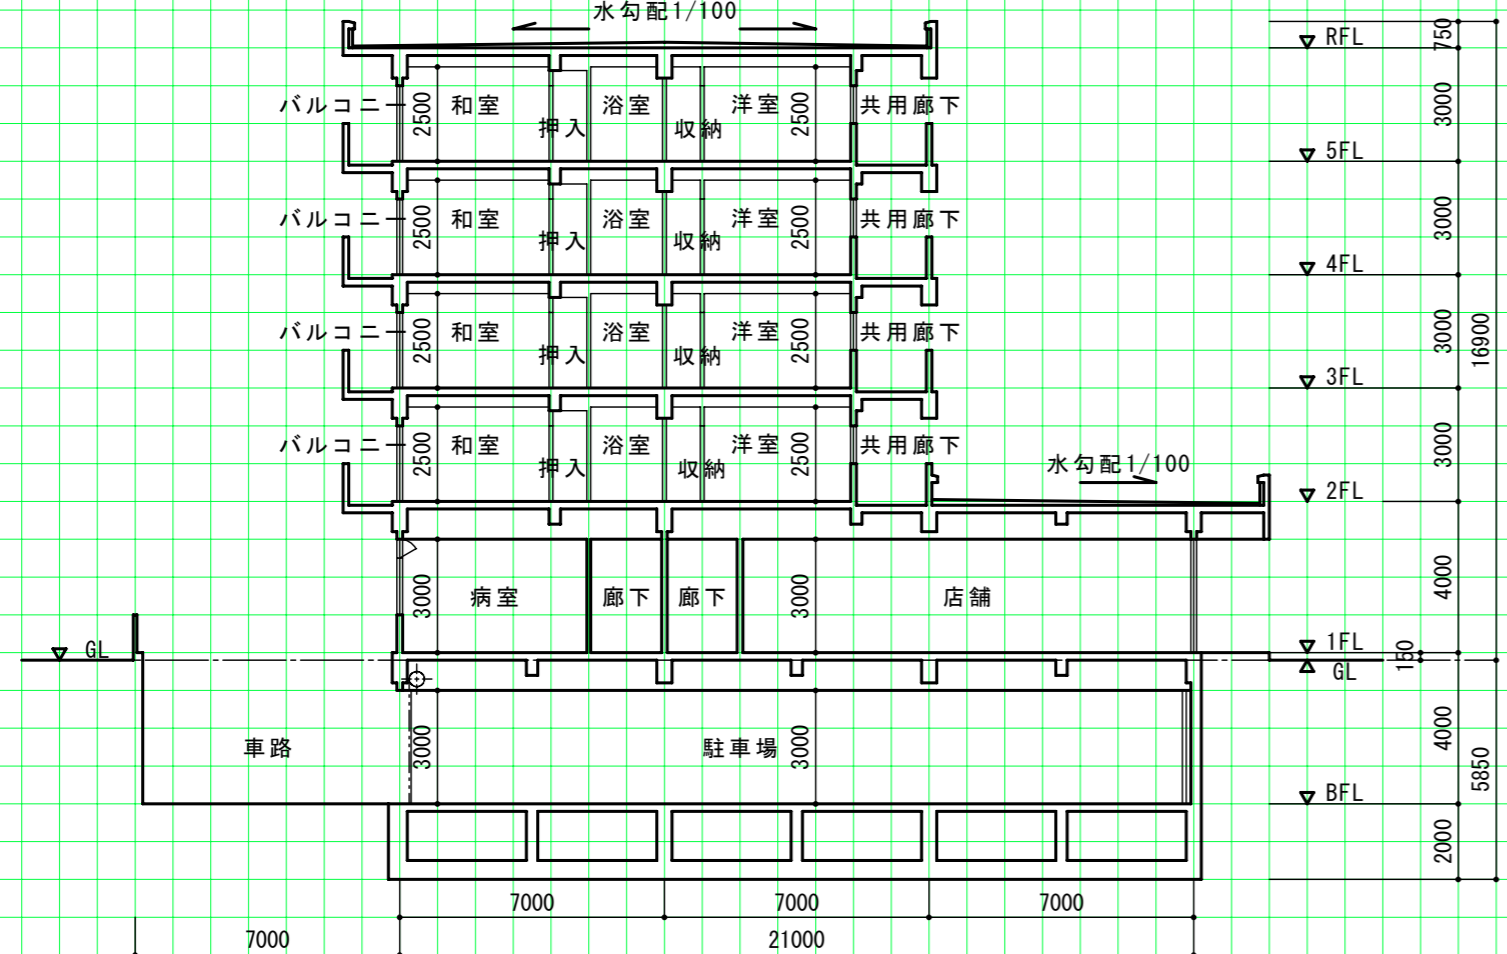 水勾配1/100
750
RFL
バルコニー 2500 和室 押入 浴室 収納 洋室 2500 共用廊下
3000
5FL
バルコニー 2500 和室 押入 浴室 収納 洋室 2500 共用廊下
3000
4FL
バルコニー 2500 和室 押入 浴室 収納 洋室 2500 共用廊下
3000
16900
3FL
バルコニー 2500 和室 押入 浴室 収納 洋室 2500 共用廊下
3000
水勾配1/100
2FL
3000 病室 廊下 廊下 3000 店舗
4000
GL
1FL
150
GL
車路 3000 駐車場 3000
4000
5850
BFL
2000
7000 7000 7000
7000 21000